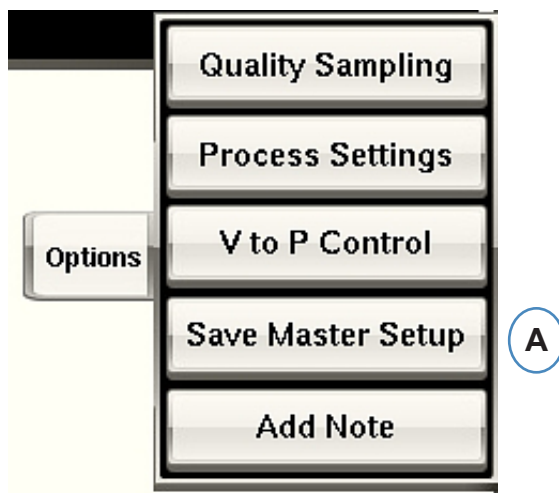 Quality Sampling
Process Settings
Options
V to P Control
Save Master Setup
A
Add Note